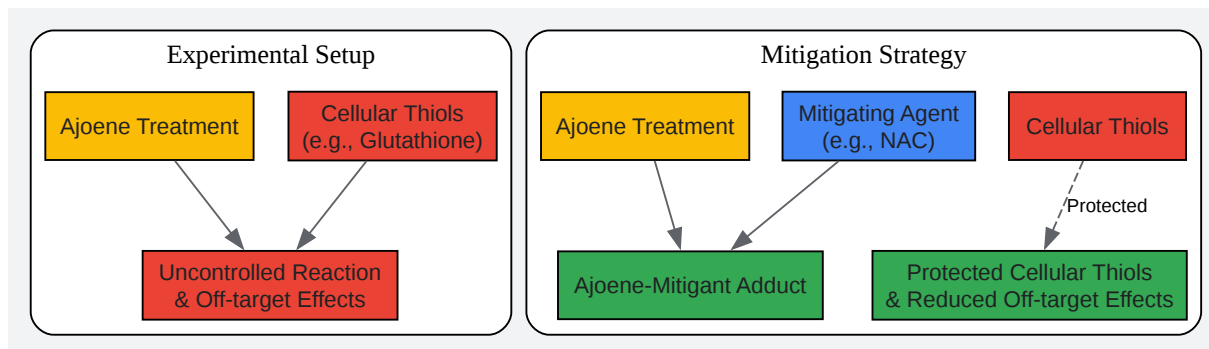 Experimental Setup
Ajoene Treatment
Cellular Thiols
(e.g., Glutathione)
Uncontrolled Reaction
& Off-target Effects
Mitigation Strategy
Ajoene Treatment
Mitigating Agent
(e.g., NAC)
Cellular Thiols
Protected
Ajoene-Mitigant Adduct
Protected Cellular Thiols
& Reduced Off-target Effects